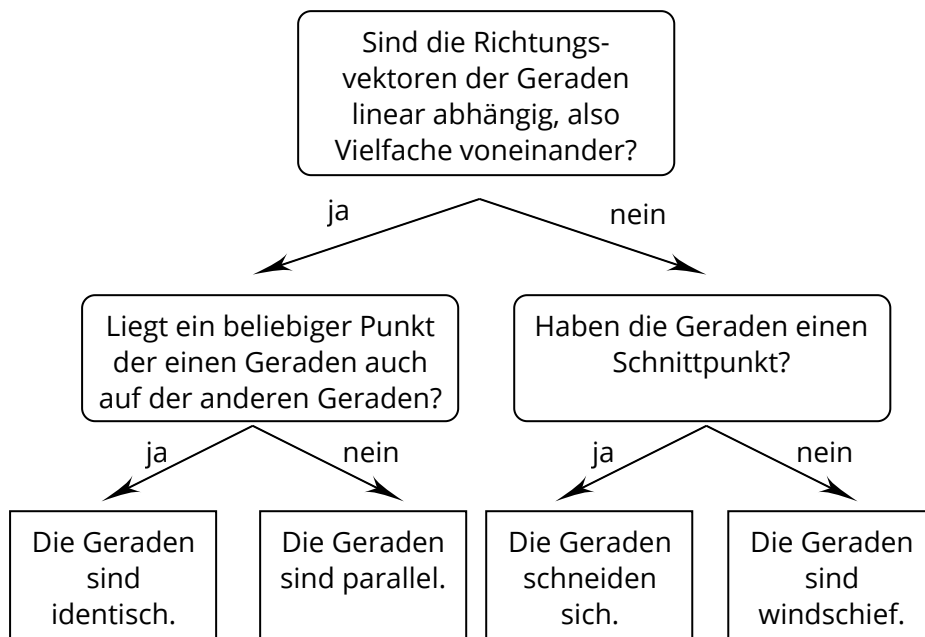 Sind die Richtungs-
vektoren der Geraden
linear abhängig, also
Vielfache voneinander?
ja
nein
Liegt ein beliebiger Punkt
der einen Geraden auch
auf der anderen Geraden?
Haben die Geraden einen
Schnittpunkt?
ja
nein
ja
nein
Die Geraden
sind
identisch.
Die Geraden
sind parallel.
Die Geraden
schneiden
sich.
Die Geraden
sind
windschief.